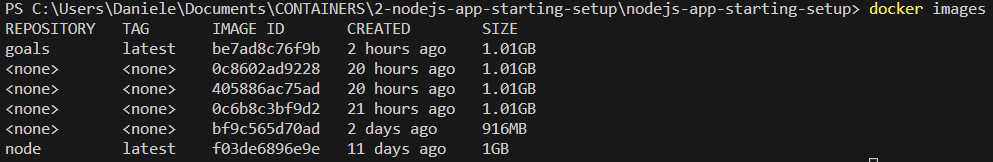 PS C:\Users\Daniele\Documents\CONTAINERS\2-nodejs-app-starting-setup\nodejs-app-starting-setup> docker images
REPOSITORY TAG IMAGE ID CREATED SIZE
goals latest be7ad8c76f9b 2 hours ago 1.01GB
<none> <none> 0c8602ad9228 20 hours ago 1.01GB
<none> <none> 405886ac75ad 20 hours ago 1.01GB
<none> <none> 0c6b8c3bf9d2 21 hours ago 1.01GB
<none> <none> bf9c565d70ad 2 days ago 916MB
node latest f03de6896e9e 11 days ago 1GB